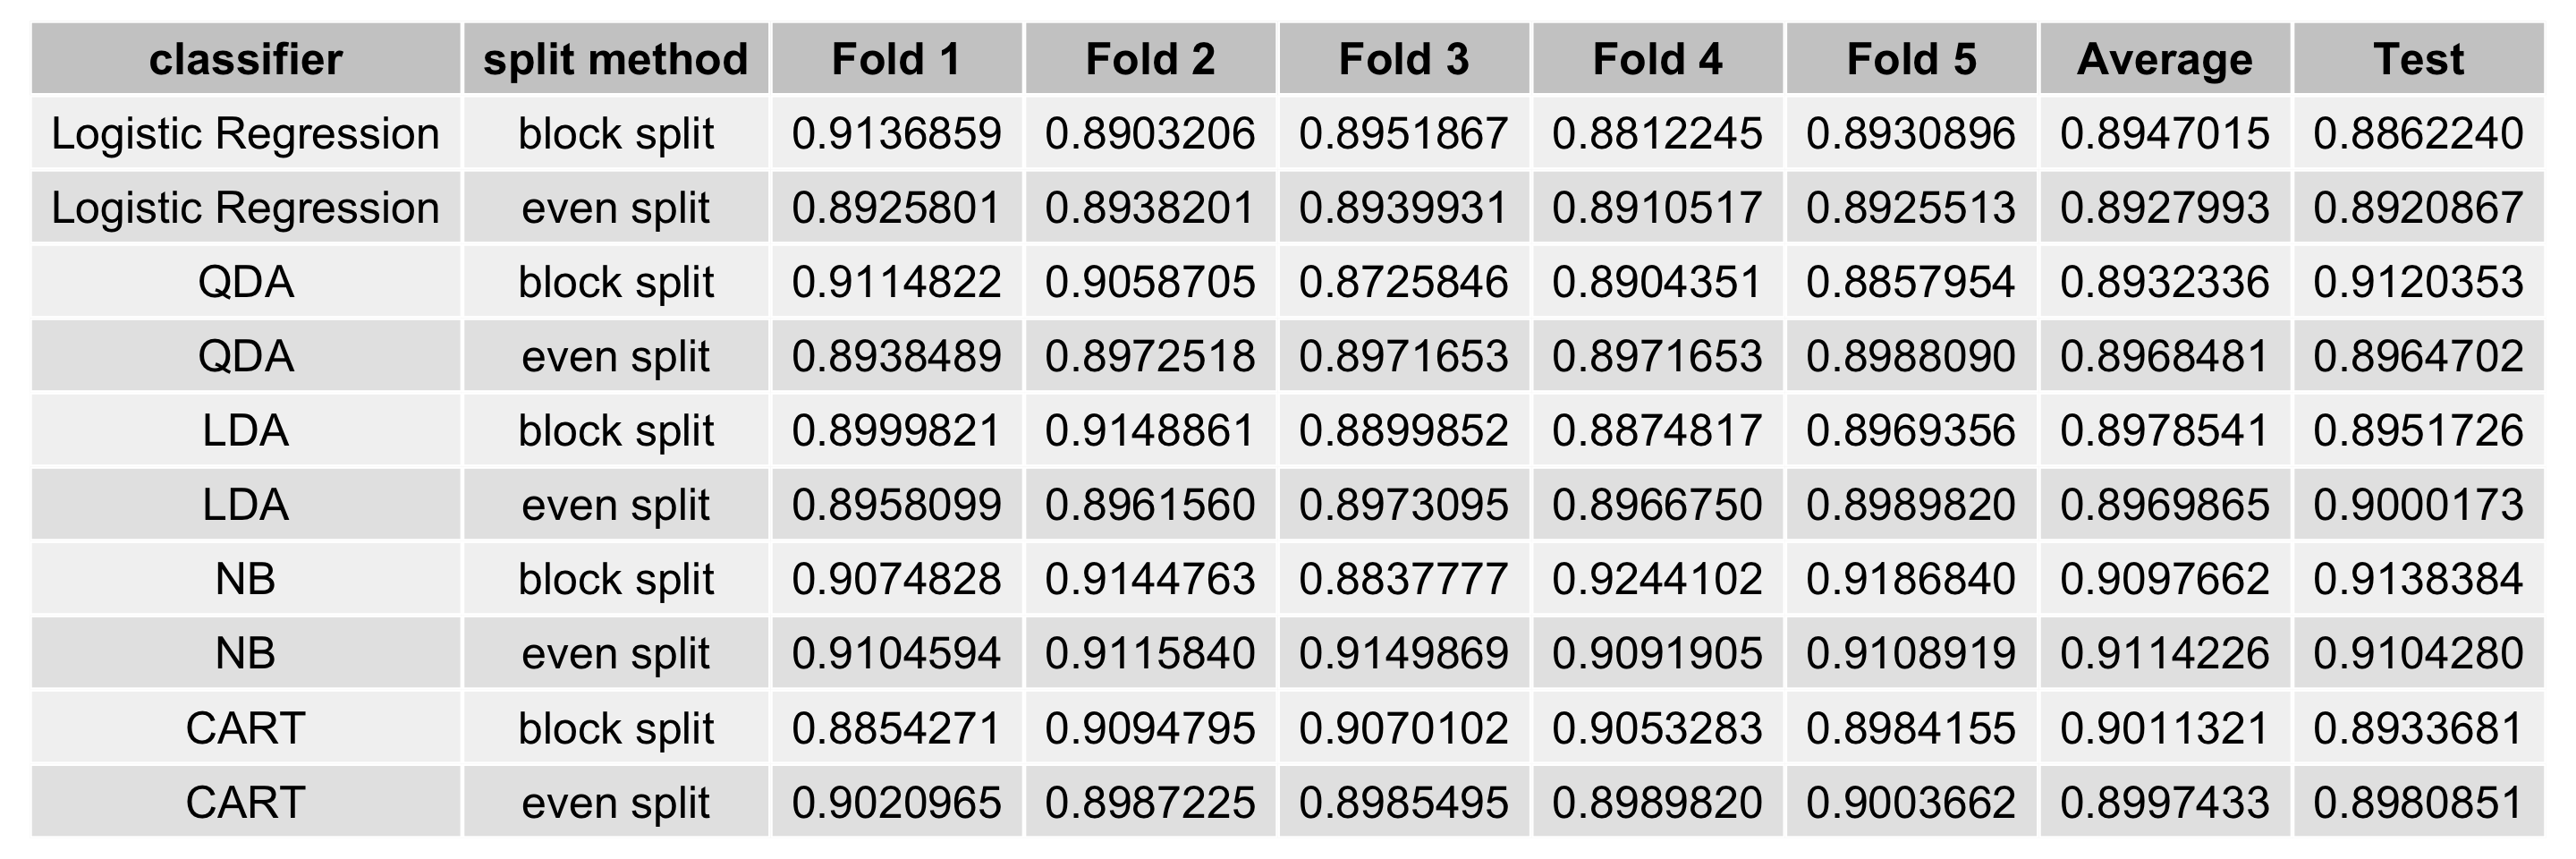 classifier split method Fold 1 Fold 2 Fold 3 Fold 4 Fold 5 Average Test
Logistic Regression block split 0.9136859 0.8903206 0.8951867 0.8812245 0.8930896 0.8947015 0.8862240
Logistic Regression even split 0.8925801 0.8938201 0.8939931 0.8910517 0.8925513 0.8927993 0.8920867
QDA block split 0.9114822 0.9058705 0.8725846 0.8904351 0.8857954 0.8932336 0.9120353
QDA even split 0.8938489 0.8972518 0.8971653 0.8971653 0.8988090 0.8968481 0.8964702
LDA block split 0.8999821 0.9148861 0.8899852 0.8874817 0.8969356 0.8978541 0.8951726
LDA even split 0.8958099 0.8961560 0.8973095 0.8966750 0.8989820 0.8969865 0.9000173
NB block split 0.9074828 0.9144763 0.8837777 0.9244102 0.9186840 0.9097662 0.9138384
NB even split 0.9104594 0.9115840 0.9149869 0.9091905 0.9108919 0.9114226 0.9104280
CART block split 0.8854271 0.9094795 0.9070102 0.9053283 0.8984155 0.9011321 0.8933681
CART even split 0.9020965 0.8987225 0.8985495 0.8989820 0.9003662 0.8997433 0.8980851